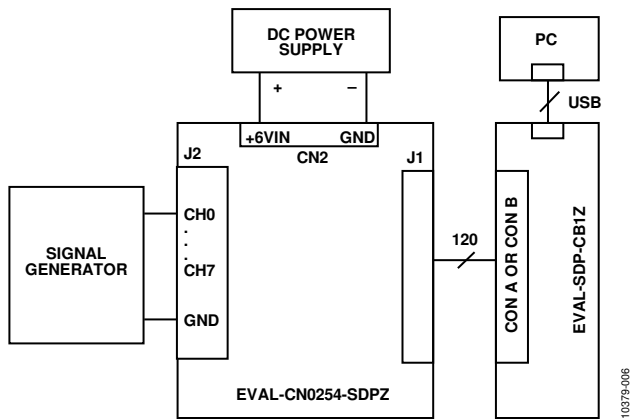 DC POWER
SUPPLY
PC
+
–
USB
+6VIN
GND
CN2
J2
J1
SIGNAL
GENERATOR
CH0
.
.
.
CH7
GND
120
CON A OR CON B
EVAL-SDP-CB1Z
EVAL-CN0254-SDPZ
10379-006